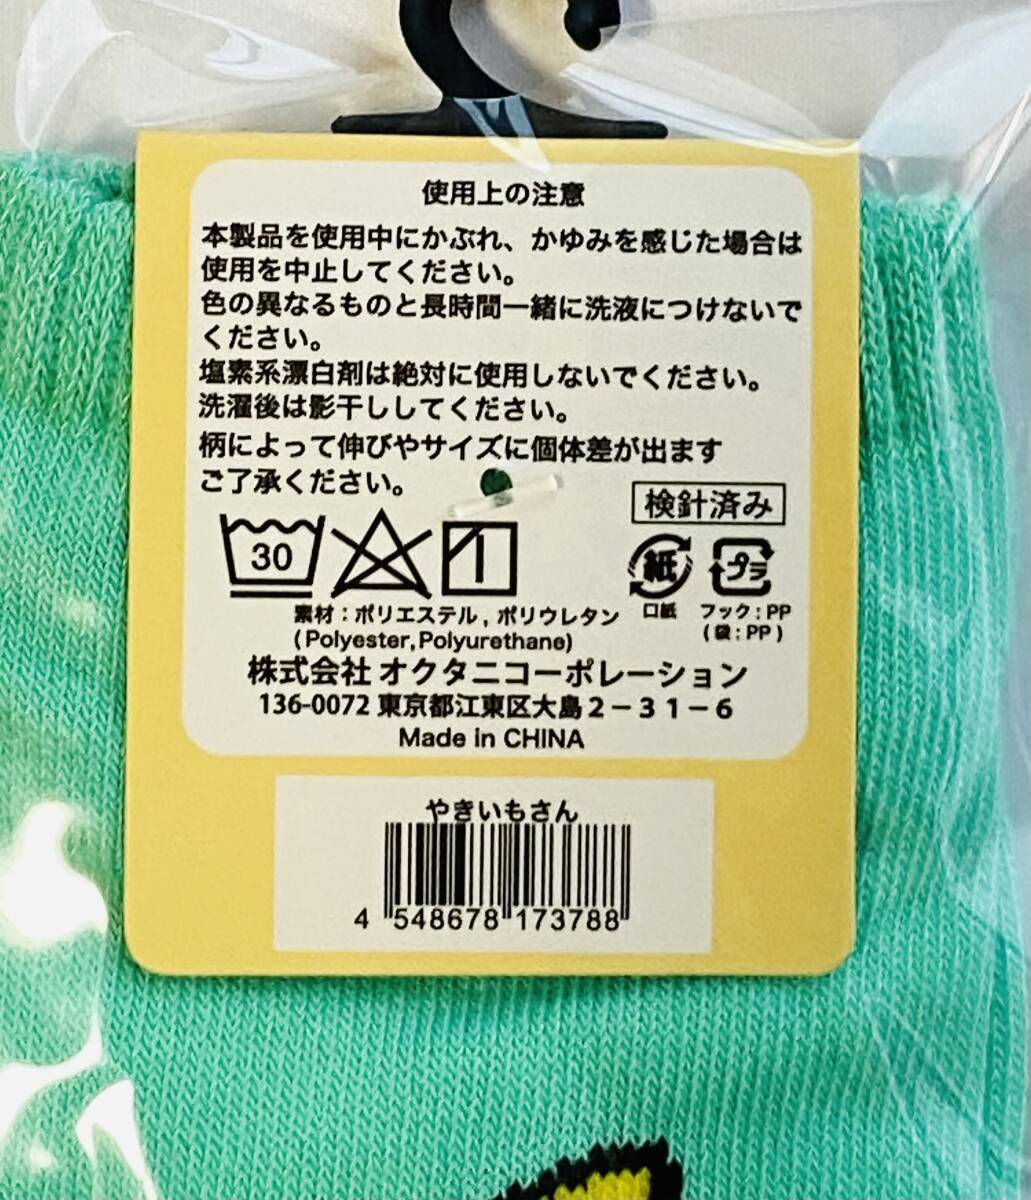 使用上の注意
本製品を使用中にかぶれ、かゆみを感じた場合は
使用を中止してください。
色の異なるものと長時間一緒に洗液につけないで
ください。
塩素系漂白剤は絶対に使用しないでください。
洗濯後は影干ししてください。
柄によって伸びやサイズに個体差が出ます
ご了承ください。
検針済み
30
紙
プラ
口紙
フック:PP
(袋:PP)
素材:ポリエステル,ポリウレタン
(Polyester,Polyurethane)
株式会社オクタニコーポレーション
136-0072 東京都江東区大島2-31-6
Made in CHINA
やきいもさん
4 548678 173788